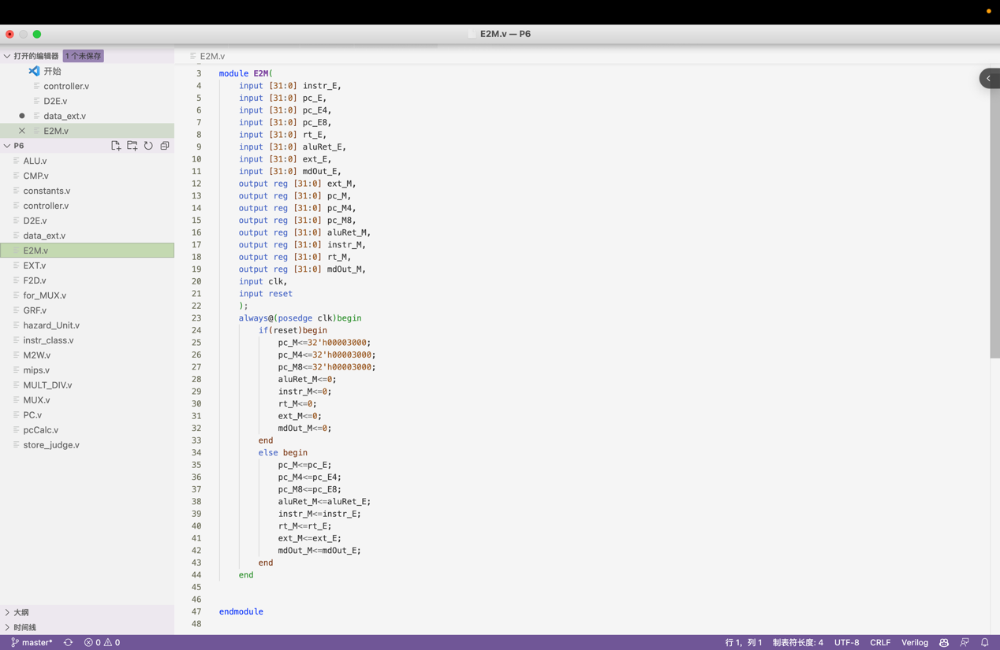 E2M.v — P6
打开的编辑器 1 个未保存
开始
controller.v
D2E.v
data_ext.v
E2M.v
P6
ALU.v
CMP.v
constants.v
controller.v
D2E.v
data_ext.v
E2M.v
EXT.v
F2D.v
for_MUX.v
GRF.v
hazard_Unit.v
instr_class.v
M2W.v
mips.v
MULT_DIV.v
MUX.v
PC.v
pcCalc.v
store_judge.v
大纲
时间线
E2M.v
3 module E2M(
4 input [31:0] instr_E,
5 input [31:0] pc_E,
6 input [31:0] pc_E4,
7 input [31:0] pc_E8,
8 input [31:0] rt_E,
9 input [31:0] aluRet_E,
10 input [31:0] ext_E,
11 input [31:0] mdOut_E,
12 output reg [31:0] ext_M,
13 output reg [31:0] pc_M,
14 output reg [31:0] pc_M4,
15 output reg [31:0] pc_M8,
16 output reg [31:0] aluRet_M,
17 output reg [31:0] instr_M,
18 output reg [31:0] rt_M,
19 output reg [31:0] mdOut_M,
20 input clk,
21 input reset
22 );
23 always@(posedge clk)begin
24 if(reset)begin
25 pc_M<=32'h00003000;
26 pc_M4<=32'h00003000;
27 pc_M8<=32'h00003000;
28 aluRet_M<=0;
29 instr_M<=0;
30 rt_M<=0;
31 ext_M<=0;
32 mdOut_M<=0;
33 end
34 else begin
35 pc_M<=pc_E;
36 pc_M4<=pc_E4;
37 pc_M8<=pc_E8;
38 aluRet_M<=aluRet_E;
39 instr_M<=instr_E;
40 rt_M<=rt_E;
41 ext_M<=ext_E;
42 mdOut_M<=mdOut_E;
43 end
44 end
45
46
47 endmodule
48
master* 0 0 行 1，列 1 制表符长度: 4 UTF-8 CRLF Verilog